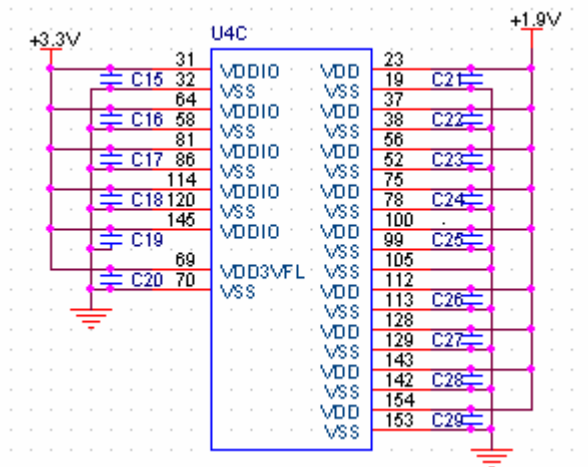 +1.9V
+3.3V U4C
31 23
VDDIO VDD
C15 32 19 C21
VSS VSS
64 37
VDDIO VDD
C16 58 38 C22
VSS VSS
81 56
VDDIO VDD
C17 86 52 C23
VSS VSS
114 75
VDDIO VDD
C18 120 78 C24
VSS VSS
145 100
VDDIO VDD
C19 99 C25
VSS
69 105
VDD3VFL VSS
C20 70 112
VSS VDD
113 C26
VSS
128
VDD
129 C27
VSS
143
VDD
142 C28
VSS
154
VDD
153 C29
VSS